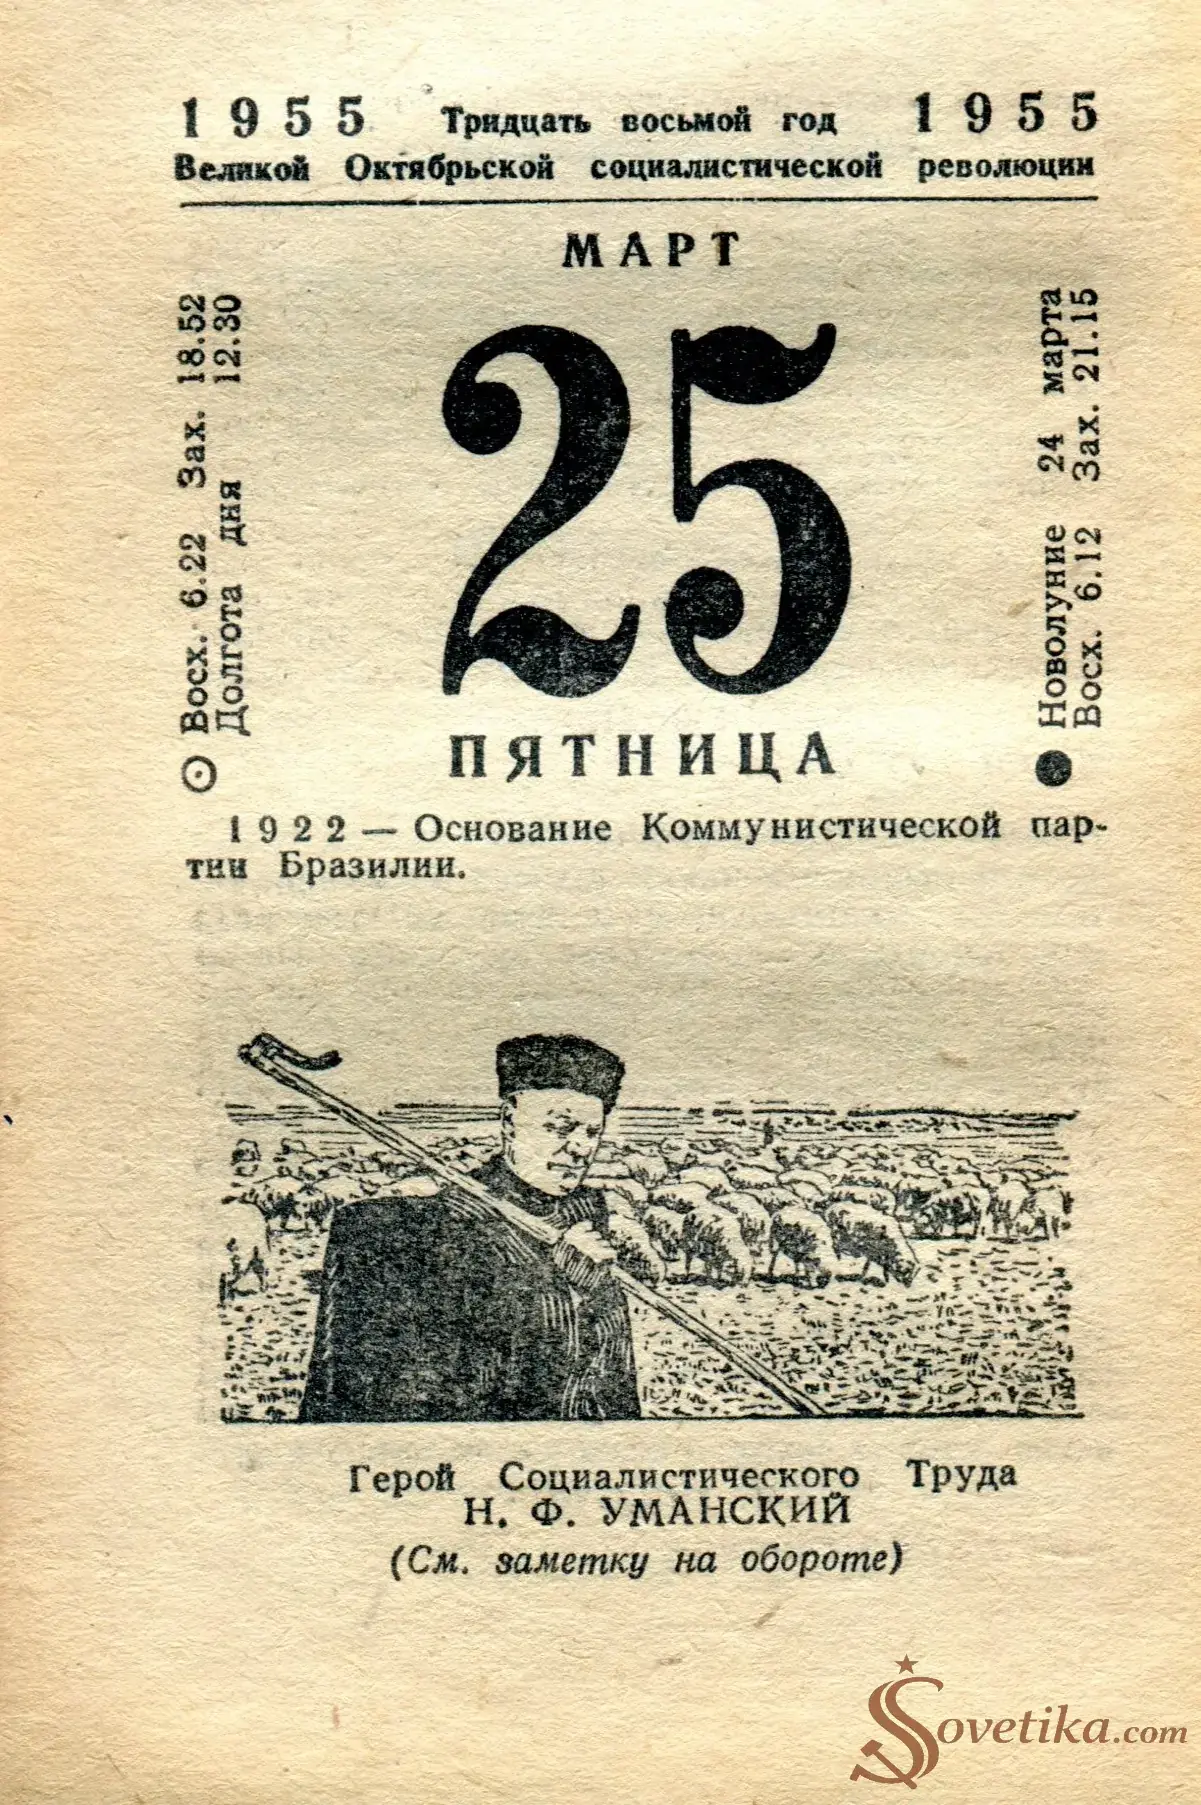 1955 Тридцать восьмой год 1955
Великой Октябрьской социалистической революции
МАРТ
Восх. 6.22 Зах. 18.52
Долгота дня 12.30
25
Новолуние 24 марта
Восх. 6.12 Зах. 21.15
ПЯТНИЦА
1922 — Основание Коммунистической пар-
тии Бразилии.
Герой Социалистического Труда
Н. Ф. УМАНСКИЙ
(См. заметку на обороте)
Sovetika.com